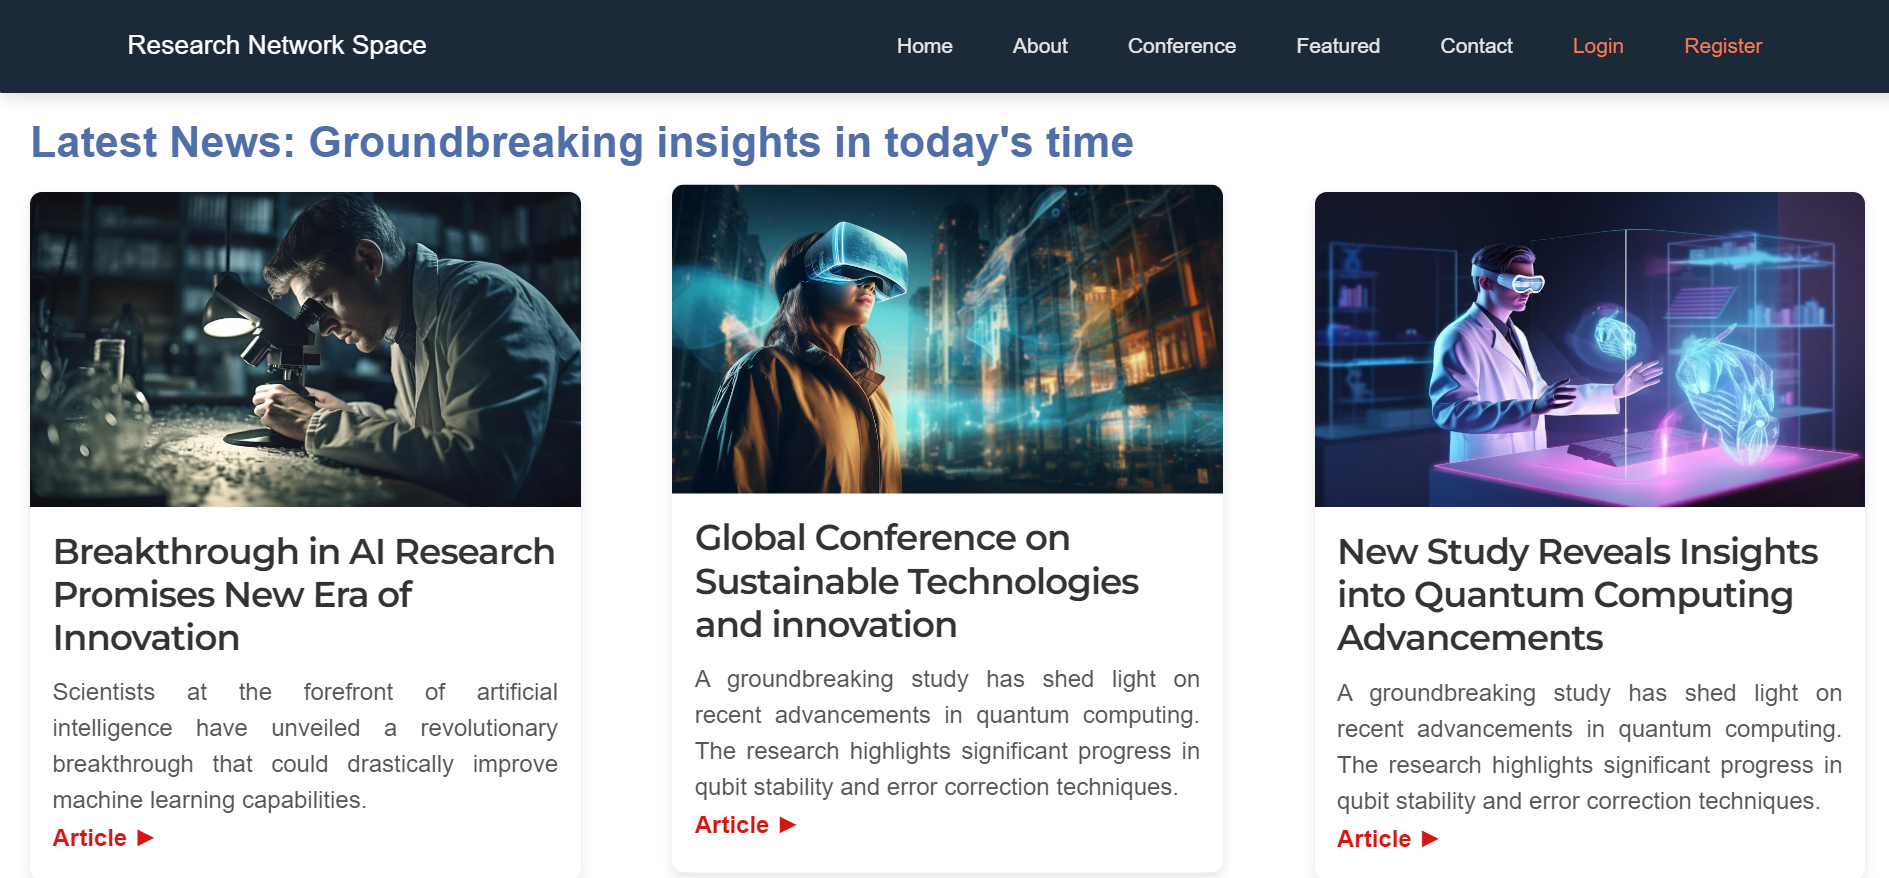 Research Network Space
Home About Conference Featured Contact Login Register
Latest News: Groundbreaking insights in today's time
Breakthrough in AI Research
Promises New Era of
Innovation
Scientists at the forefront of artificial
intelligence have unveiled a revolutionary
breakthrough that could drastically improve
machine learning capabilities.
Article ►
Global Conference on
Sustainable Technologies
and innovation
A groundbreaking study has shed light on
recent advancements in quantum computing.
The research highlights significant progress in
qubit stability and error correction techniques.
Article ►
New Study Reveals Insights
into Quantum Computing
Advancements
A groundbreaking study has shed light on
recent advancements in quantum computing.
The research highlights significant progress in
qubit stability and error correction techniques.
Article ►